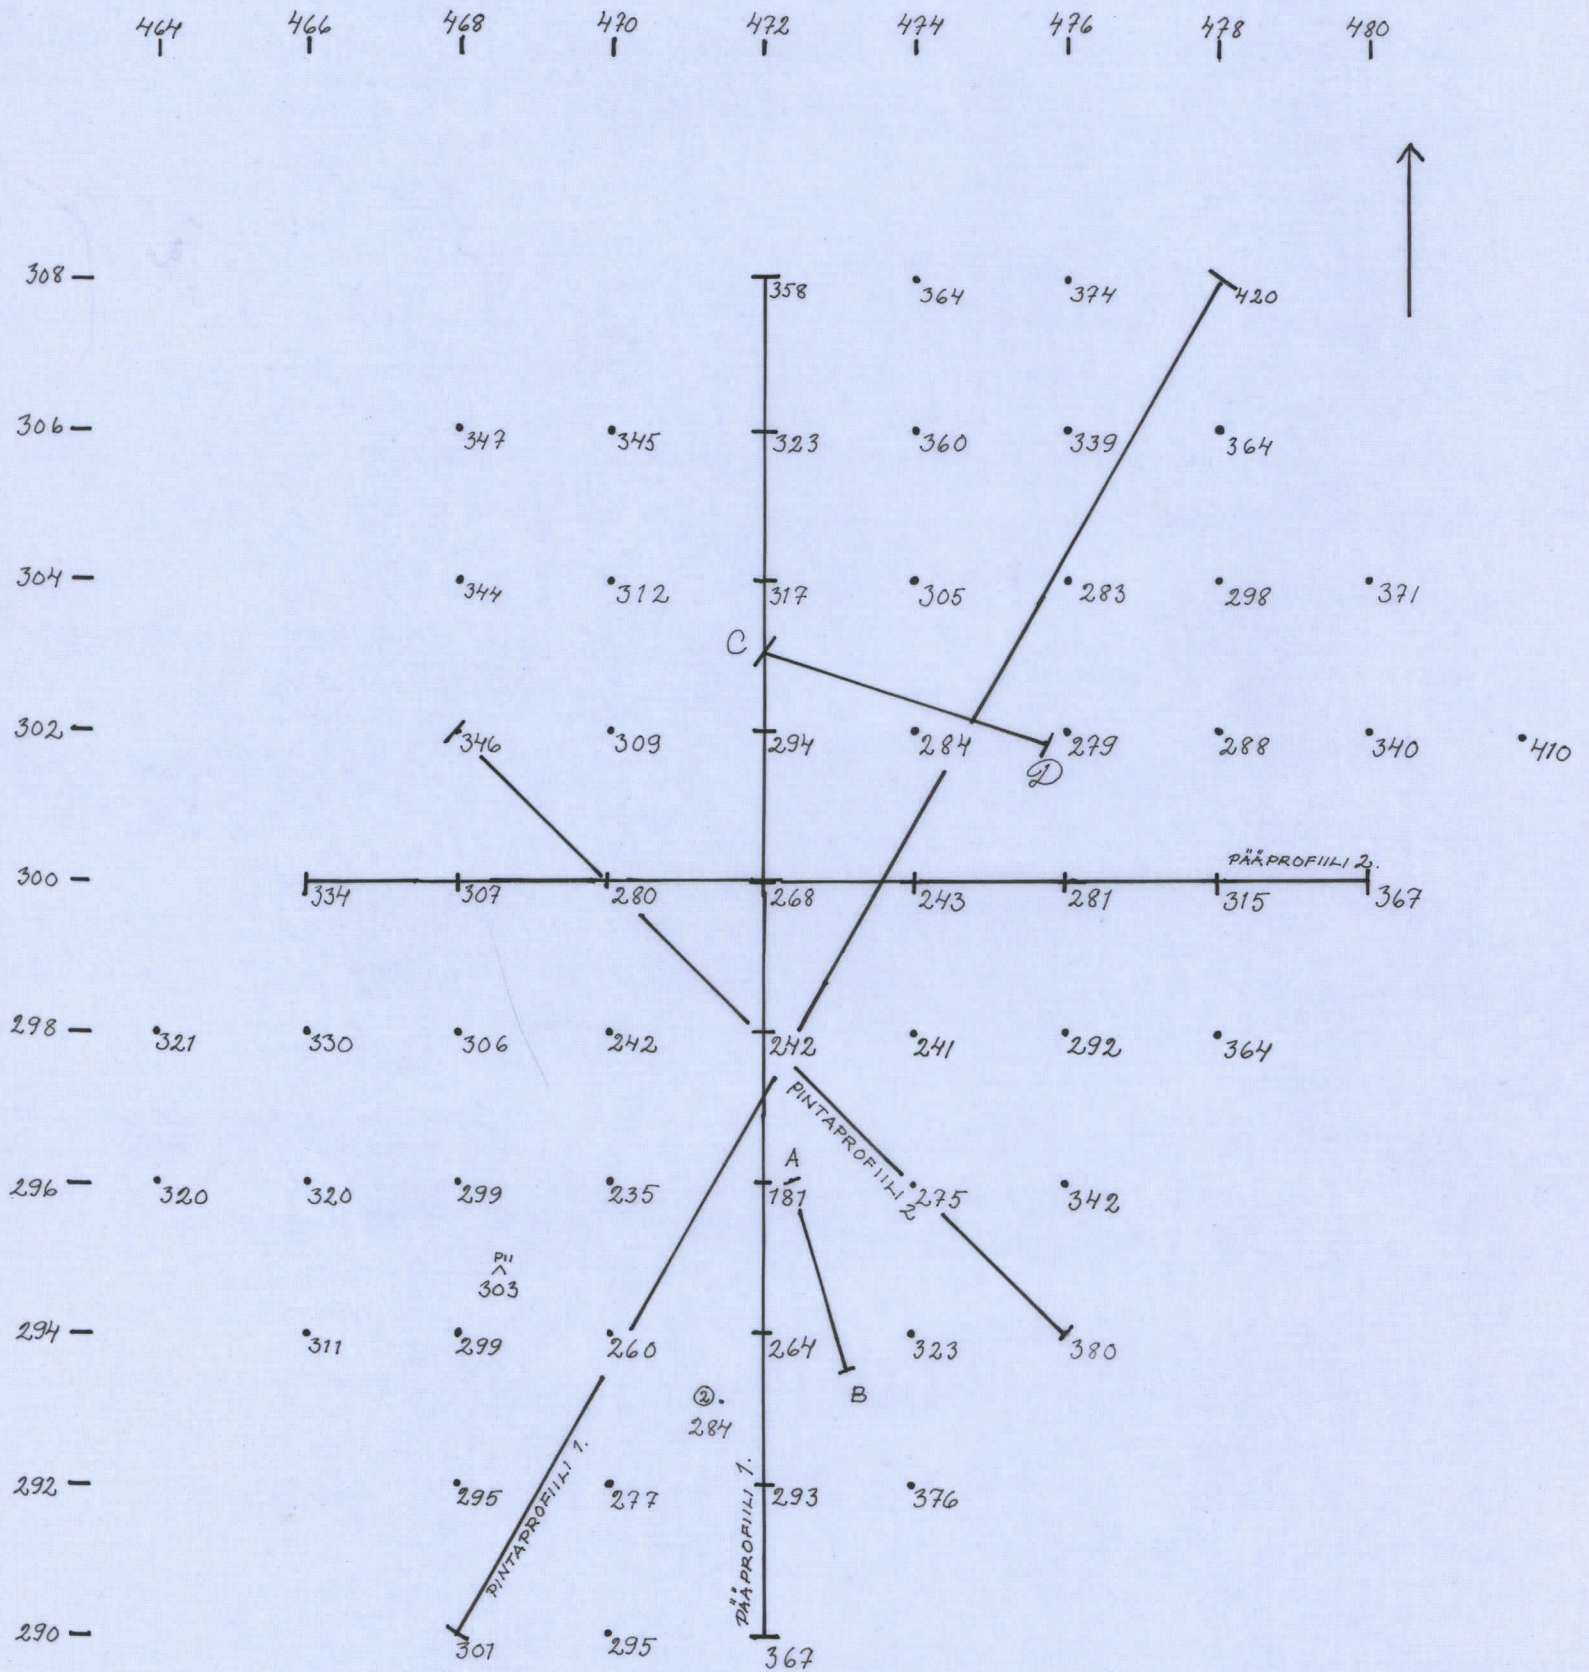 464 466 468 470 472 474 476 478 480
308 358 364 374 420
306 347 345 323 360 339 364
304 344 312 317 305 283 298 371
C
302 346 309 294 284 279 288 340 410
D
PÄÄPROFIILI 2.
300 334 307 280 268 243 281 315 367
298 321 330 306 242 242 241 292 364
PINTAPROFIILI 2
A
296 320 320 299 235 181 275 342
PII
303
294 311 299 260 264 323 380
B
2.
284
292 295 277 293 376
PINTAPROFIILI 1.
PÄÄPROFIILI 1.
290 301 295 367